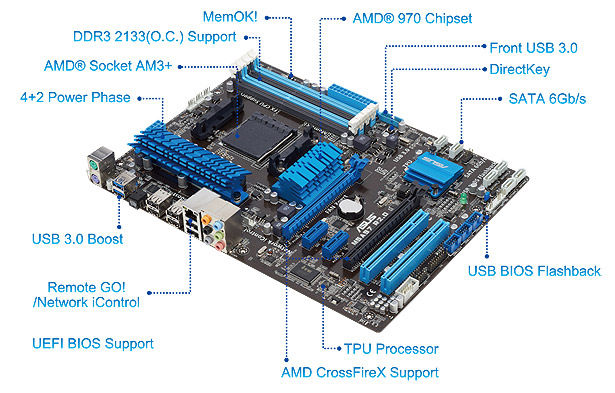 MemOK!
AMD® 970 Chipset
DDR3 2133(O.C.) Support
Front USB 3.0
AMD® Socket AM3+
DirectKey
4+2 Power Phase
SATA 6Gb/s
ASUS
USB 3.0 Boost
USB BIOS Flashback
Remote GO!
/Network iControl
UEFI BIOS Support
TPU Processor
AMD CrossFireX Support